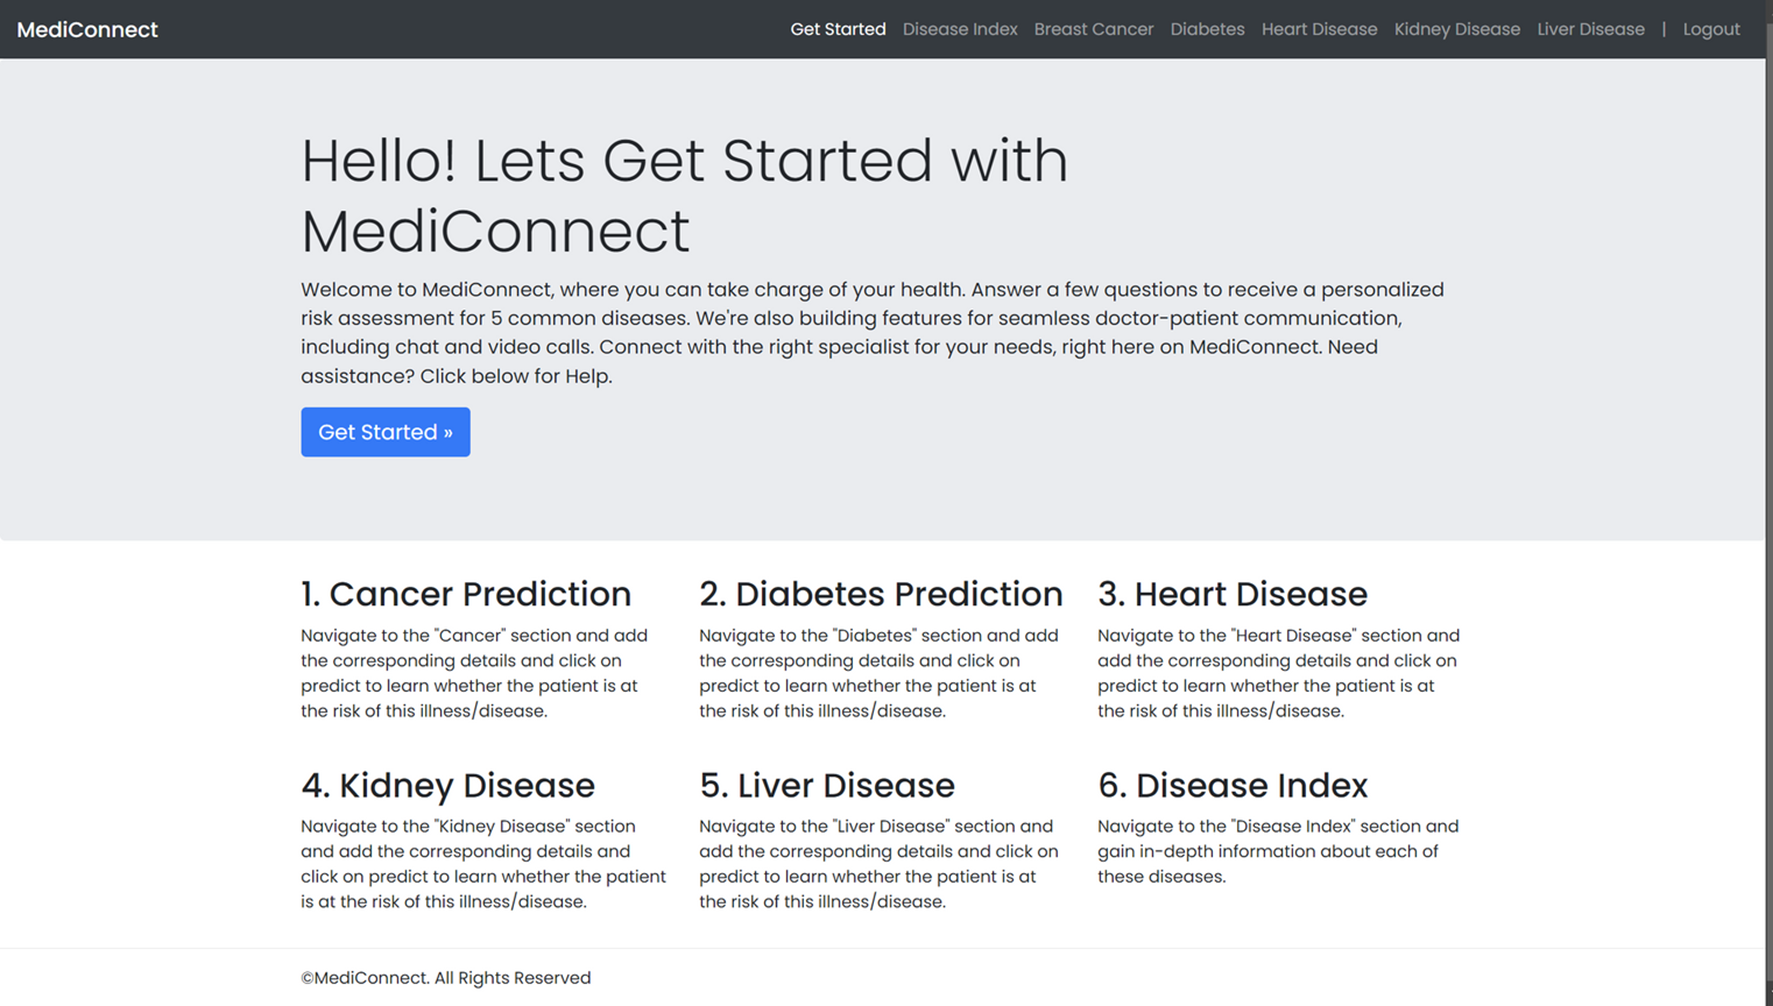 MediConnect
Get Started Disease Index Breast Cancer Diabetes Heart Disease Kidney Disease Liver Disease | Logout
Hello! Lets Get Started with
MediConnect
Welcome to MediConnect, where you can take charge of your health. Answer a few questions to receive a personalized
risk assessment for 5 common diseases. We're also building features for seamless doctor-patient communication,
including chat and video calls. Connect with the right specialist for your needs, right here on MediConnect. Need
assistance? Click below for Help.
Get Started »
1. Cancer Prediction
Navigate to the "Cancer" section and add
the corresponding details and click on
predict to learn whether the patient is at
the risk of this illness/disease.
2. Diabetes Prediction
Navigate to the "Diabetes" section and add
the corresponding details and click on
predict to learn whether the patient is at
the risk of this illness/disease.
3. Heart Disease
Navigate to the "Heart Disease" section and
add the corresponding details and click on
predict to learn whether the patient is at
the risk of this illness/disease.
4. Kidney Disease
Navigate to the "Kidney Disease" section
and add the corresponding details and
click on predict to learn whether the patient
is at the risk of this illness/disease.
5. Liver Disease
Navigate to the "Liver Disease" section and
add the corresponding details and click on
predict to learn whether the patient is at
the risk of this illness/disease.
6. Disease Index
Navigate to the "Disease Index" section and
gain in-depth information about each of
these diseases.
©MediConnect. All Rights Reserved